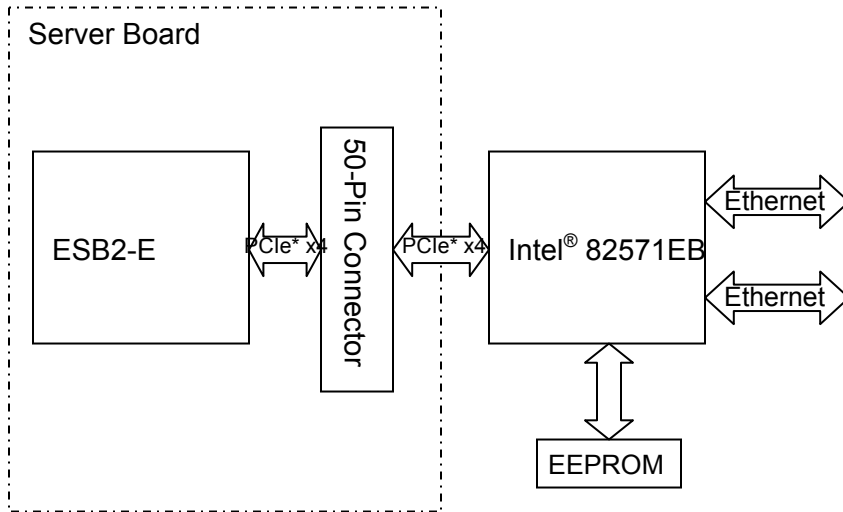 Server Board
ESB2-E
PCIe* x4
50-Pin Connector
PCIe* x4
Intel® 82571EB
Ethernet
Ethernet
EEPROM